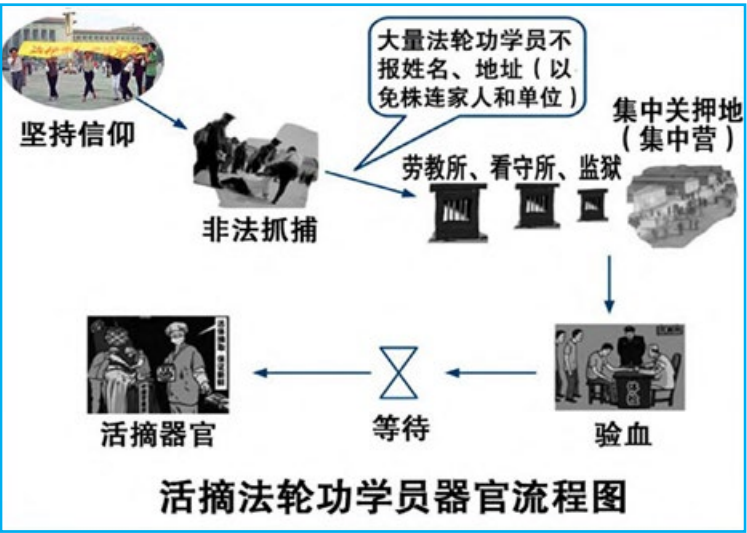 大量法轮功学员不
报姓名、地址（以
免株连家人和单位）
坚持信仰
非法抓捕
劳教所、看守所、监狱
集中关押地
（集中营）
验血
等待
活摘器官
活摘法轮功学员器官流程图